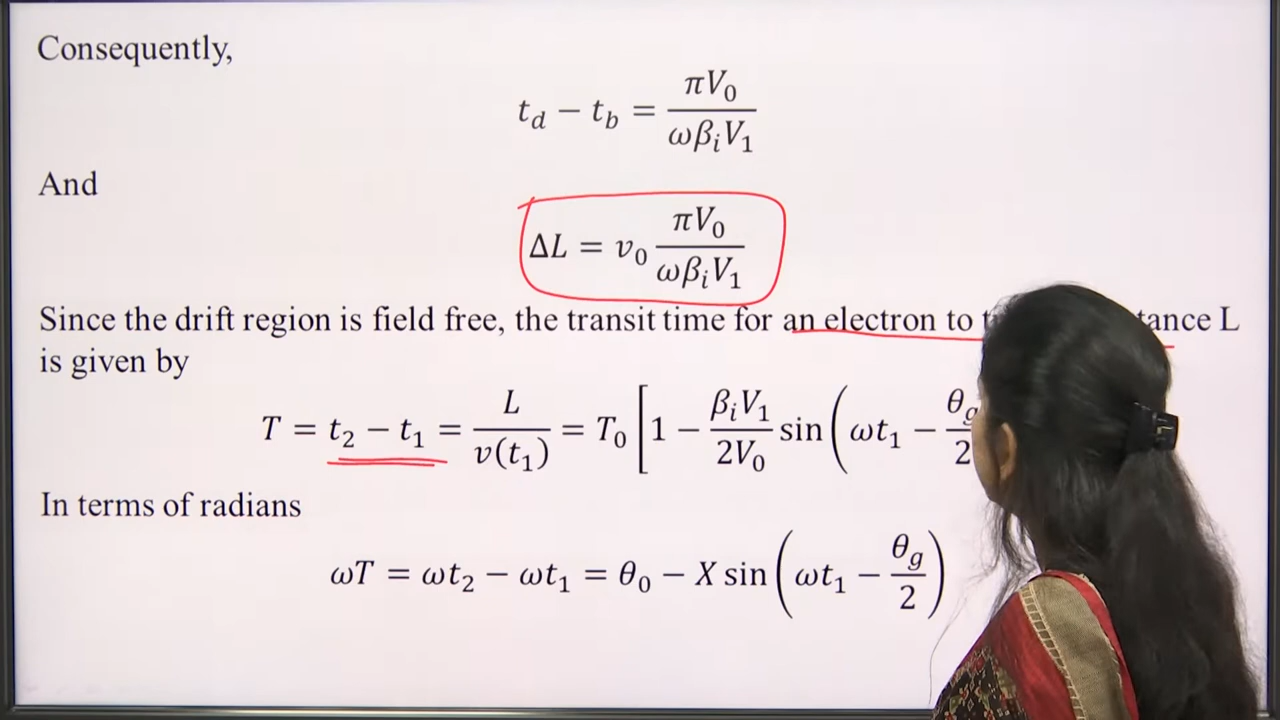 Consequently,
t_d − t_b = πV_0 / ωβ_iV_1
And
ΔL = v_0 πV_0 / ωβ_iV_1
Since the drift region is field free, the transit time for an electron to L
is given by
T = t_2 − t_1 = L / v(t_1) = T_0 [1 − β_iV_1 / 2V_0 sin(ωt_1 − θ_g / 2
In terms of radians
ωT = ωt_2 − ωt_1 = θ_0 − X sin(ωt_1 − θ_g / 2)